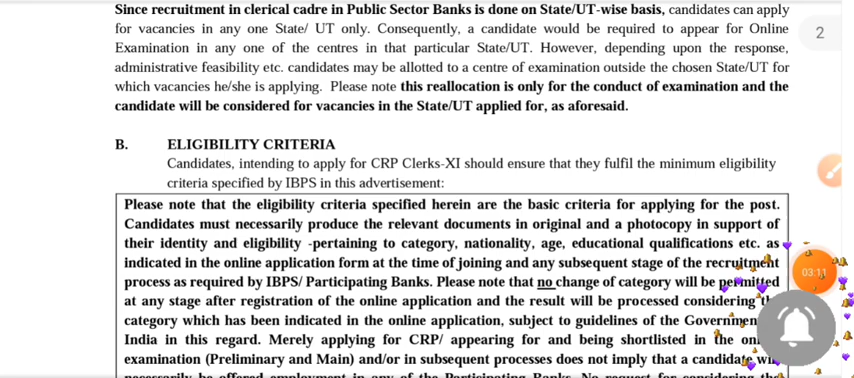 Since recruitment in clerical cadre in Public Sector Banks is done on State/UT-wise basis, candidates can apply
for vacancies in any one State/ UT only. Consequently, a candidate would be required to appear for Online
Examination in any one of the centres in that particular State/UT. However, depending upon the response,
administrative feasibility etc. candidates may be allotted to a centre of examination outside the chosen State/UT for
which vacancies he/she is applying. Please note this reallocation is only for the conduct of examination and the
candidate will be considered for vacancies in the State/UT applied for, as aforesaid.
2
B. ELIGIBILITY CRITERIA
Candidates, intending to apply for CRP Clerks-XI should ensure that they fulfil the minimum eligibility
criteria specified by IBPS in this advertisement:
Please note that the eligibility criteria specified herein are the basic criteria for applying for the post.
Candidates must necessarily produce the relevant documents in original and a photocopy in support of
their identity and eligibility -pertaining to category, nationality, age, educational qualifications etc. as
indicated in the online application form at the time of joining and any subsequent stage of the recruitment
process as required by IBPS/ Participating Banks. Please note that no change of category will be permitted
03:11
at any stage after registration of the online application and the result will be processed considering
category which has been indicated in the online application, subject to guidelines of the
India in this regard. Merely applying for CRP/ appearing for and being shortlisted in the
examination (Preliminary and Main) and/or in subsequent processes does not imply that a candidate
necessarily be offered employment in any of the Participating Banks. No request for considering the